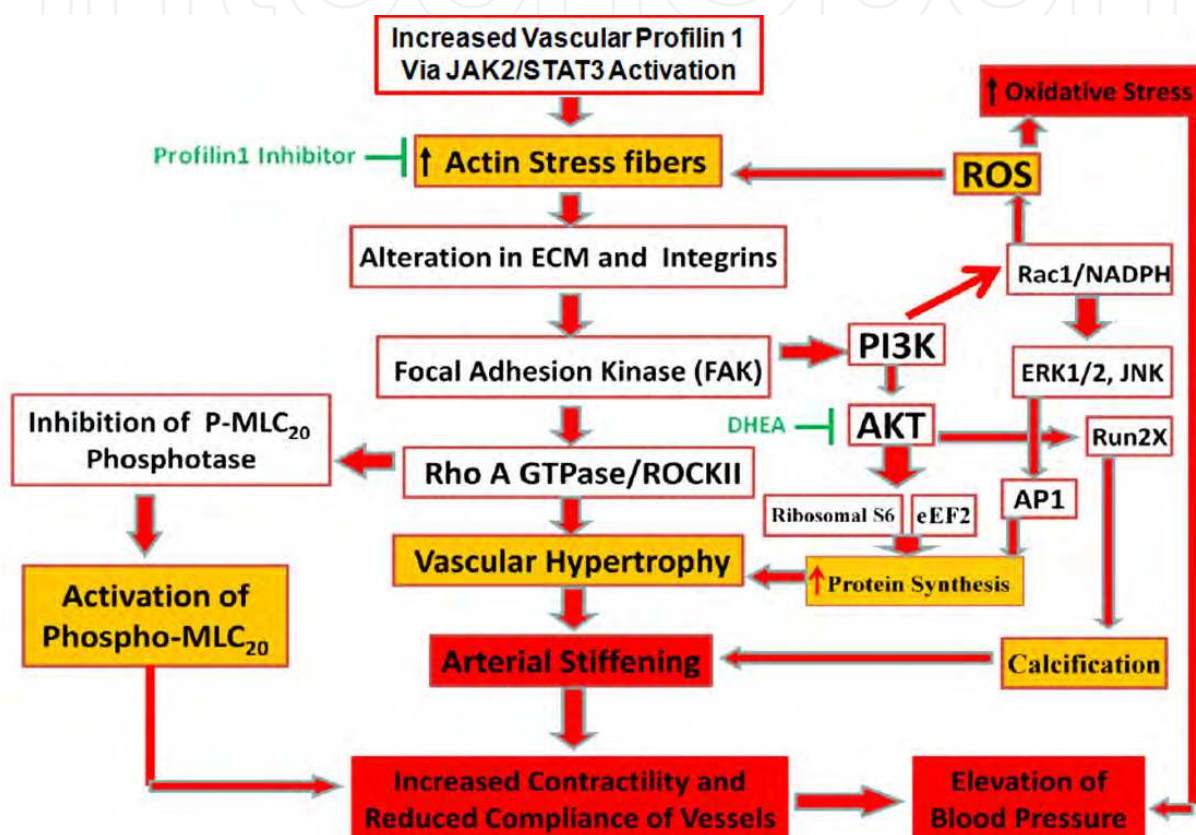 Increased Vascular Profilin 1
Via JAK2/STAT3 Activation
↑ Oxidative Stress
Profilin1 Inhibitor
↑ Actin Stress fibers
ROS
Alteration in ECM and Integrins
Rac1/NADPH
Focal Adhesion Kinase (FAK)
PI3K
ERK1/2, JNK
Inhibition of P-MLC₂₀
Phosphotase
DHEA
AKT
Run2X
Rho A GTPase/ROCKII
Ribosomal S6
eEF2
AP1
Vascular Hypertrophy
↑Protein Synthesis
Activation of
Phospho-MLC₂₀
Arterial Stiffening
Calcification
Increased Contractility and
Reduced Compliance of Vessels
Elevation of
Blood Pressure